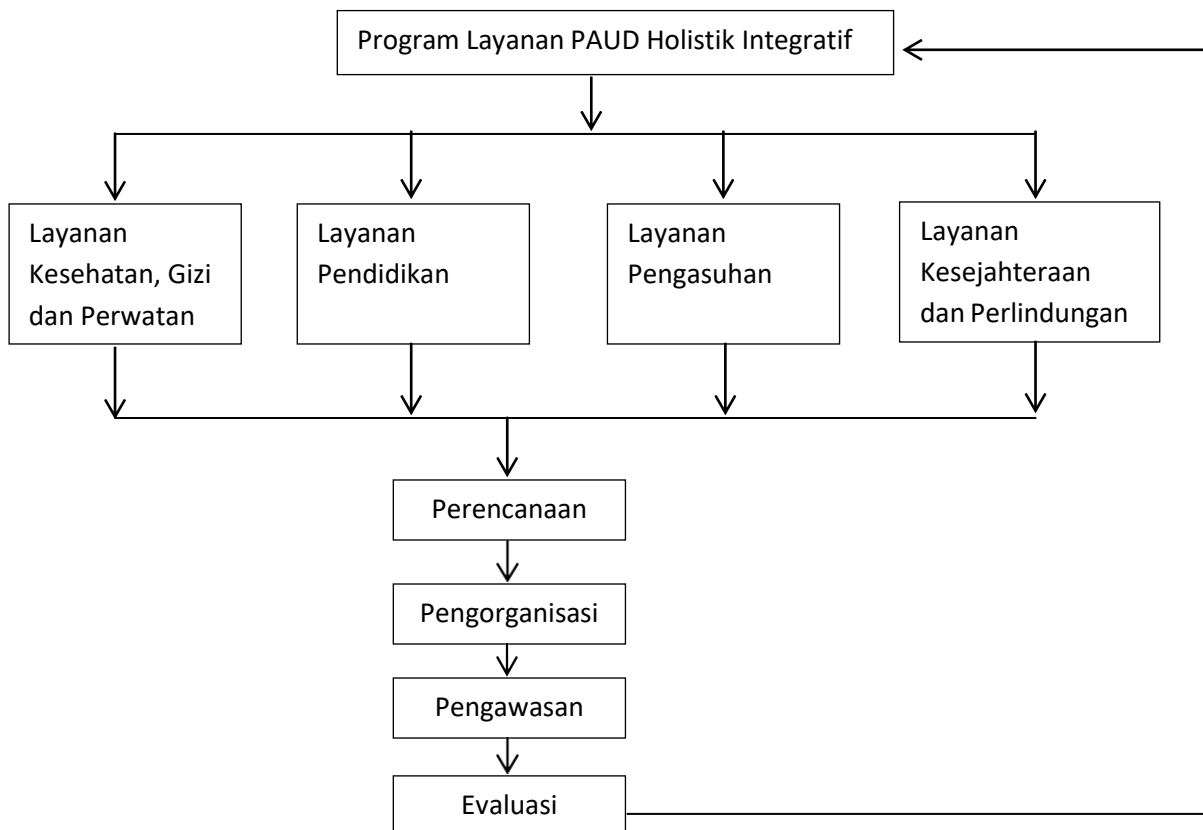 Program Layanan PAUD Holistik Integratif
Layanan
Kesehatan, Gizi
dan Perwatan
Layanan
Pendidikan
Layanan
Pengasuhan
Layanan
Kesejahteraan
dan Perlindungan
Perencanaan
Pengorganisasi
Pengawasan
Evaluasi